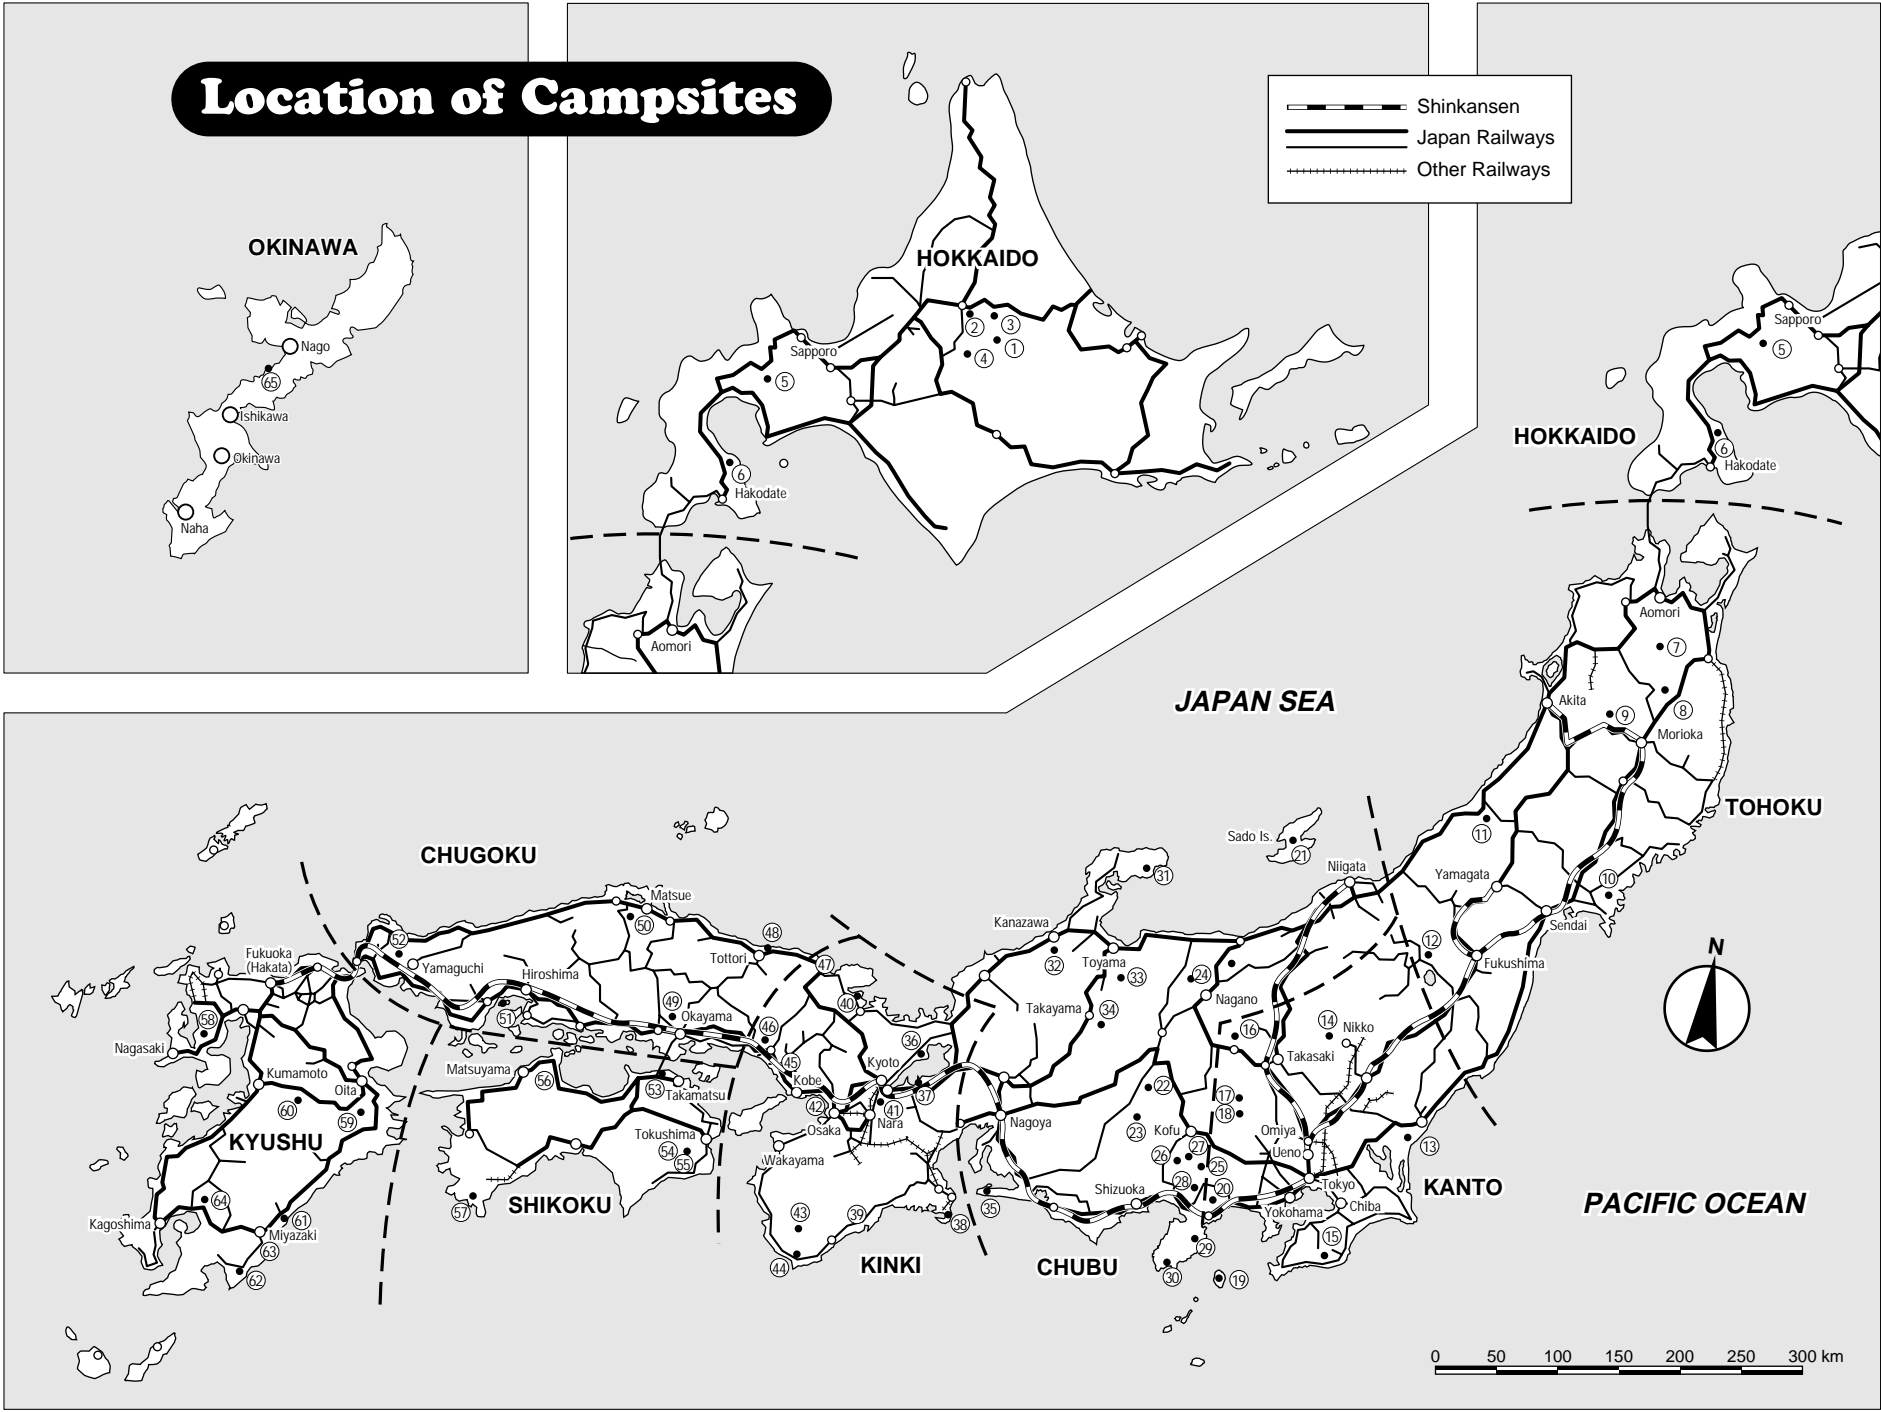 Location of Campsites
Shinkansen
Japan Railways
Other Railways
OKINAWA
Nago
65
Ishikawa
Okinawa
Naha
HOKKAIDO
2
3
1
4
Sapporo
5
6
Hakodate
Aomori
Sapporo
5
HOKKAIDO
6
Hakodate
Aomori
7
Akita
8
9
Morioka
TOHOKU
11
Yamagata
10
Sendai
12
Fukushima
JAPAN SEA
PACIFIC OCEAN
N
Sado Is.
21
Niigata
31
Kanazawa
32
Toyama
33
24
Takayama
34
Nagano
16
14
Nikko
Takasaki
22
17
18
23
Kofu
Omiya
27
26
Ueno
25
28
20
Tokyo
13
KANTO
Shizuoka
Yokohama
Chiba
35
15
29
30
19
CHUBU
Nagoya
CHUGOKU
Matsue
50
48
Tottori
47
52
Yamaguchi
Hiroshima
49
Okayama
51
46
45
40
36
Kyoto
Kobe
37
42
41
Osaka
Nara
Wakayama
43
39
38
44
KINKI
Matsuyama
56
53
Takamatsu
Tokushima
54
55
57
SHIKOKU
Fukuoka
(Hakata)
58
Nagasaki
Kumamoto
Oita
60
59
KYUSHU
64
Kagoshima
61
Miyazaki
63
62
0 50 100 150 200 250 300 km